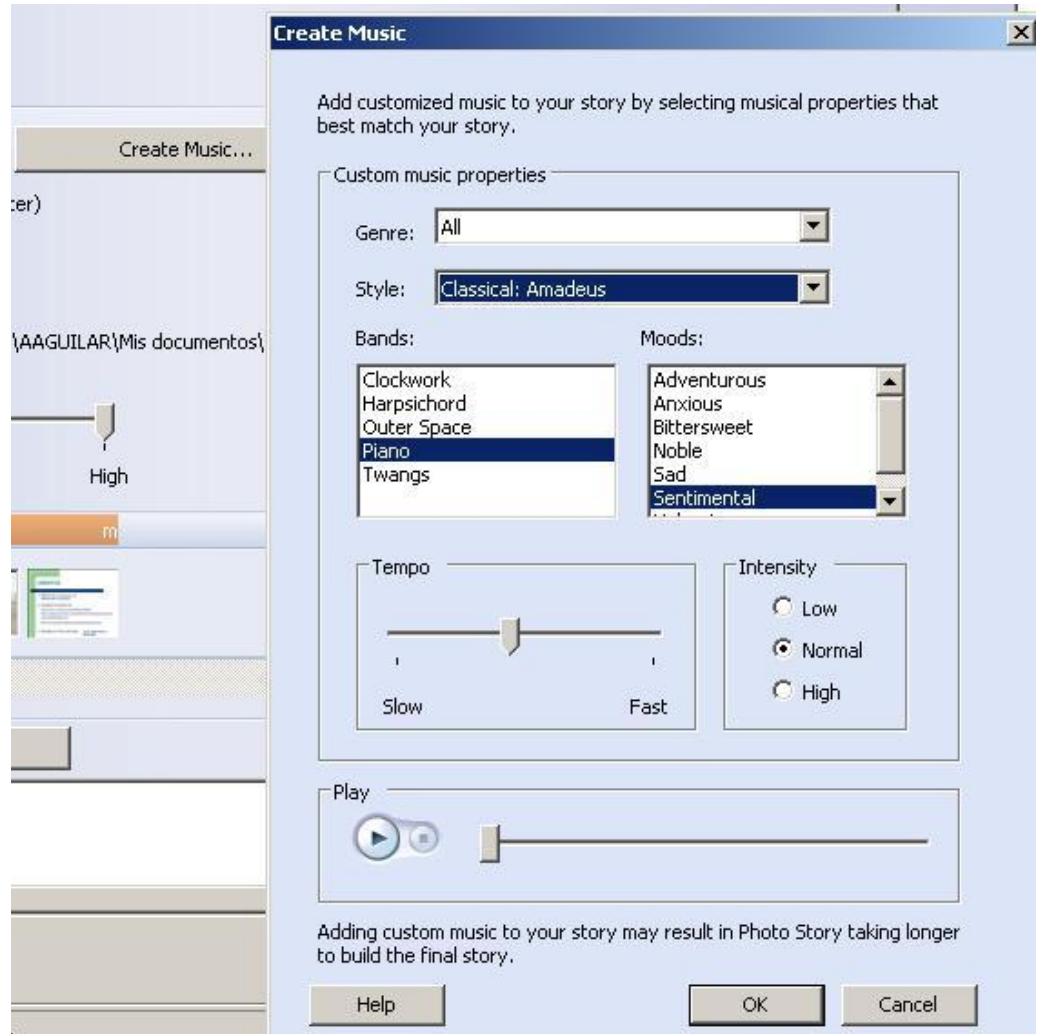 Create Music
Add customized music to your story by selecting musical properties that
best match your story.
Create Music...
Custom music properties
ter)
Genre: All
Style: Classical: Amadeus
\AAGUILAR\Mis documentos\
Bands:
Moods:
Clockwork
Harpsichord
Outer Space
Piano
Twangs
Adventurous
Anxious
Bittersweet
Noble
Sad
Sentimental
High
m
Tempo
Slow Fast
Intensity
Low
Normal
High
Play
Adding custom music to your story may result in Photo Story taking longer
to build the final story.
Help OK Cancel